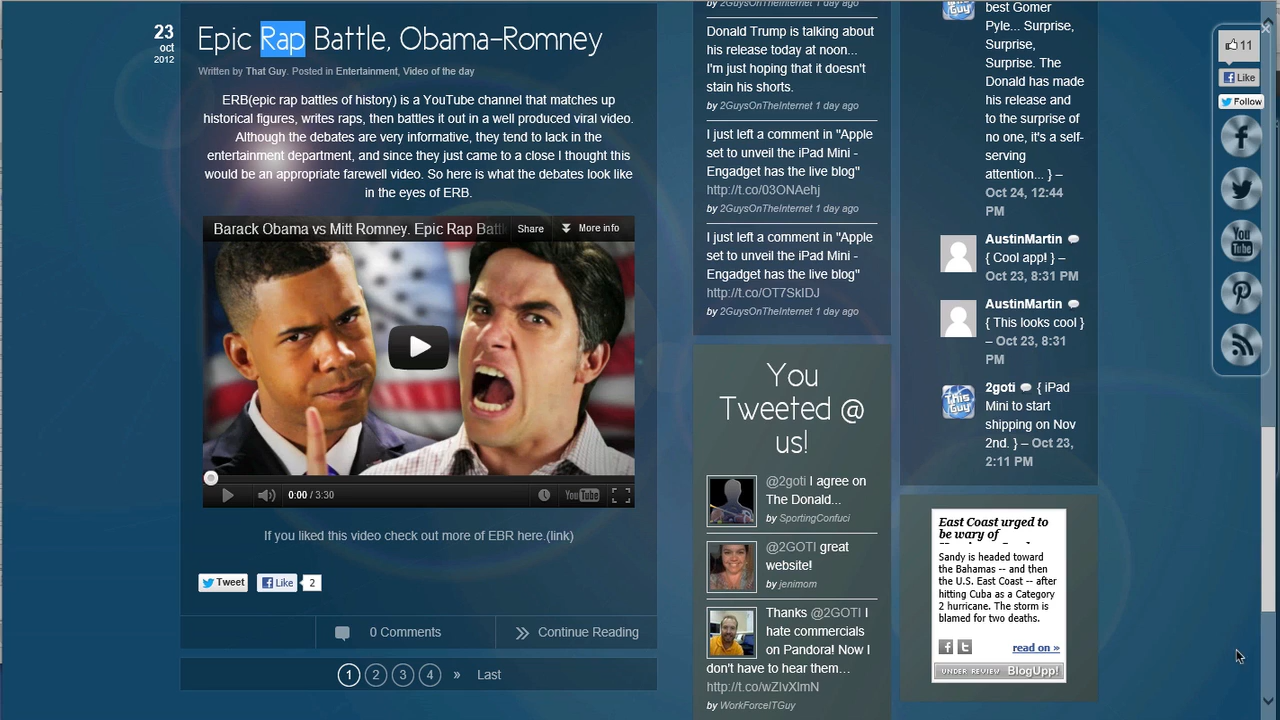 23
oct
2012
Epic Rap Battle, Obama-Romney
Written by That Guy. Posted in Entertainment, Video of the day
ERB(epic rap battles of history) is a YouTube channel that matches up
historical figures, writes raps, then battles it out in a well produced viral video.
Although the debates are very informative, they tend to lack in the
entertainment department, and since they just came to a close I thought this
would be an appropriate farewell video. So here is what the debates look like
in the eyes of ERB.
Barack Obama vs Mitt Romney. Epic Rap Battl
Share
More info
0:00 / 3:30
YouTube
If you liked this video check out more of EBR here.(link)
Tweet
Like
2
0 Comments
Continue Reading
1 2 3 4 » Last
by 2GuysOnTheInternet 1 day ago
Donald Trump is talking about
his release today at noon...
I'm just hoping that it doesn't
stain his shorts.
by 2GuysOnTheInternet 1 day ago
I just left a comment in "Apple
set to unveil the iPad Mini -
Engadget has the live blog"
http://t.co/03ONAehj
by 2GuysOnTheInternet 1 day ago
I just left a comment in "Apple
set to unveil the iPad Mini -
Engadget has the live blog"
http://t.co/OT7SkIDJ
by 2GuysOnTheInternet 1 day ago
You
Tweeted @
us!
@2goti I agree on
The Donald...
by SportingConfuci
@2GOTI great
website!
by jenimom
Thanks @2GOTI I
hate commercials
on Pandora! Now I
don't have to hear them…
http://t.co/wZIvXlmN
by WorkForceITGuy
best Gomer
Pyle... Surprise,
Surprise,
Surprise. The
Donald has made
his release and
to the surprise of
no one, it's a self-
serving
attention... } –
Oct 24, 12:44
PM
AustinMartin
{ Cool app! } –
Oct 23, 8:31 PM
AustinMartin
{ This looks cool }
– Oct 23, 8:31
PM
This
Guy
2goti { iPad
Mini to start
shipping on Nov
2nd. } – Oct 23,
2:11 PM
East Coast urged to
be wary of
Sandy is headed toward
the Bahamas -- and then
the U.S. East Coast -- after
hitting Cuba as a Category
2 hurricane. The storm is
blamed for two deaths.
read on »
UNDER REVIEW BlogUpp!
11
Like
Follow
You
Tube